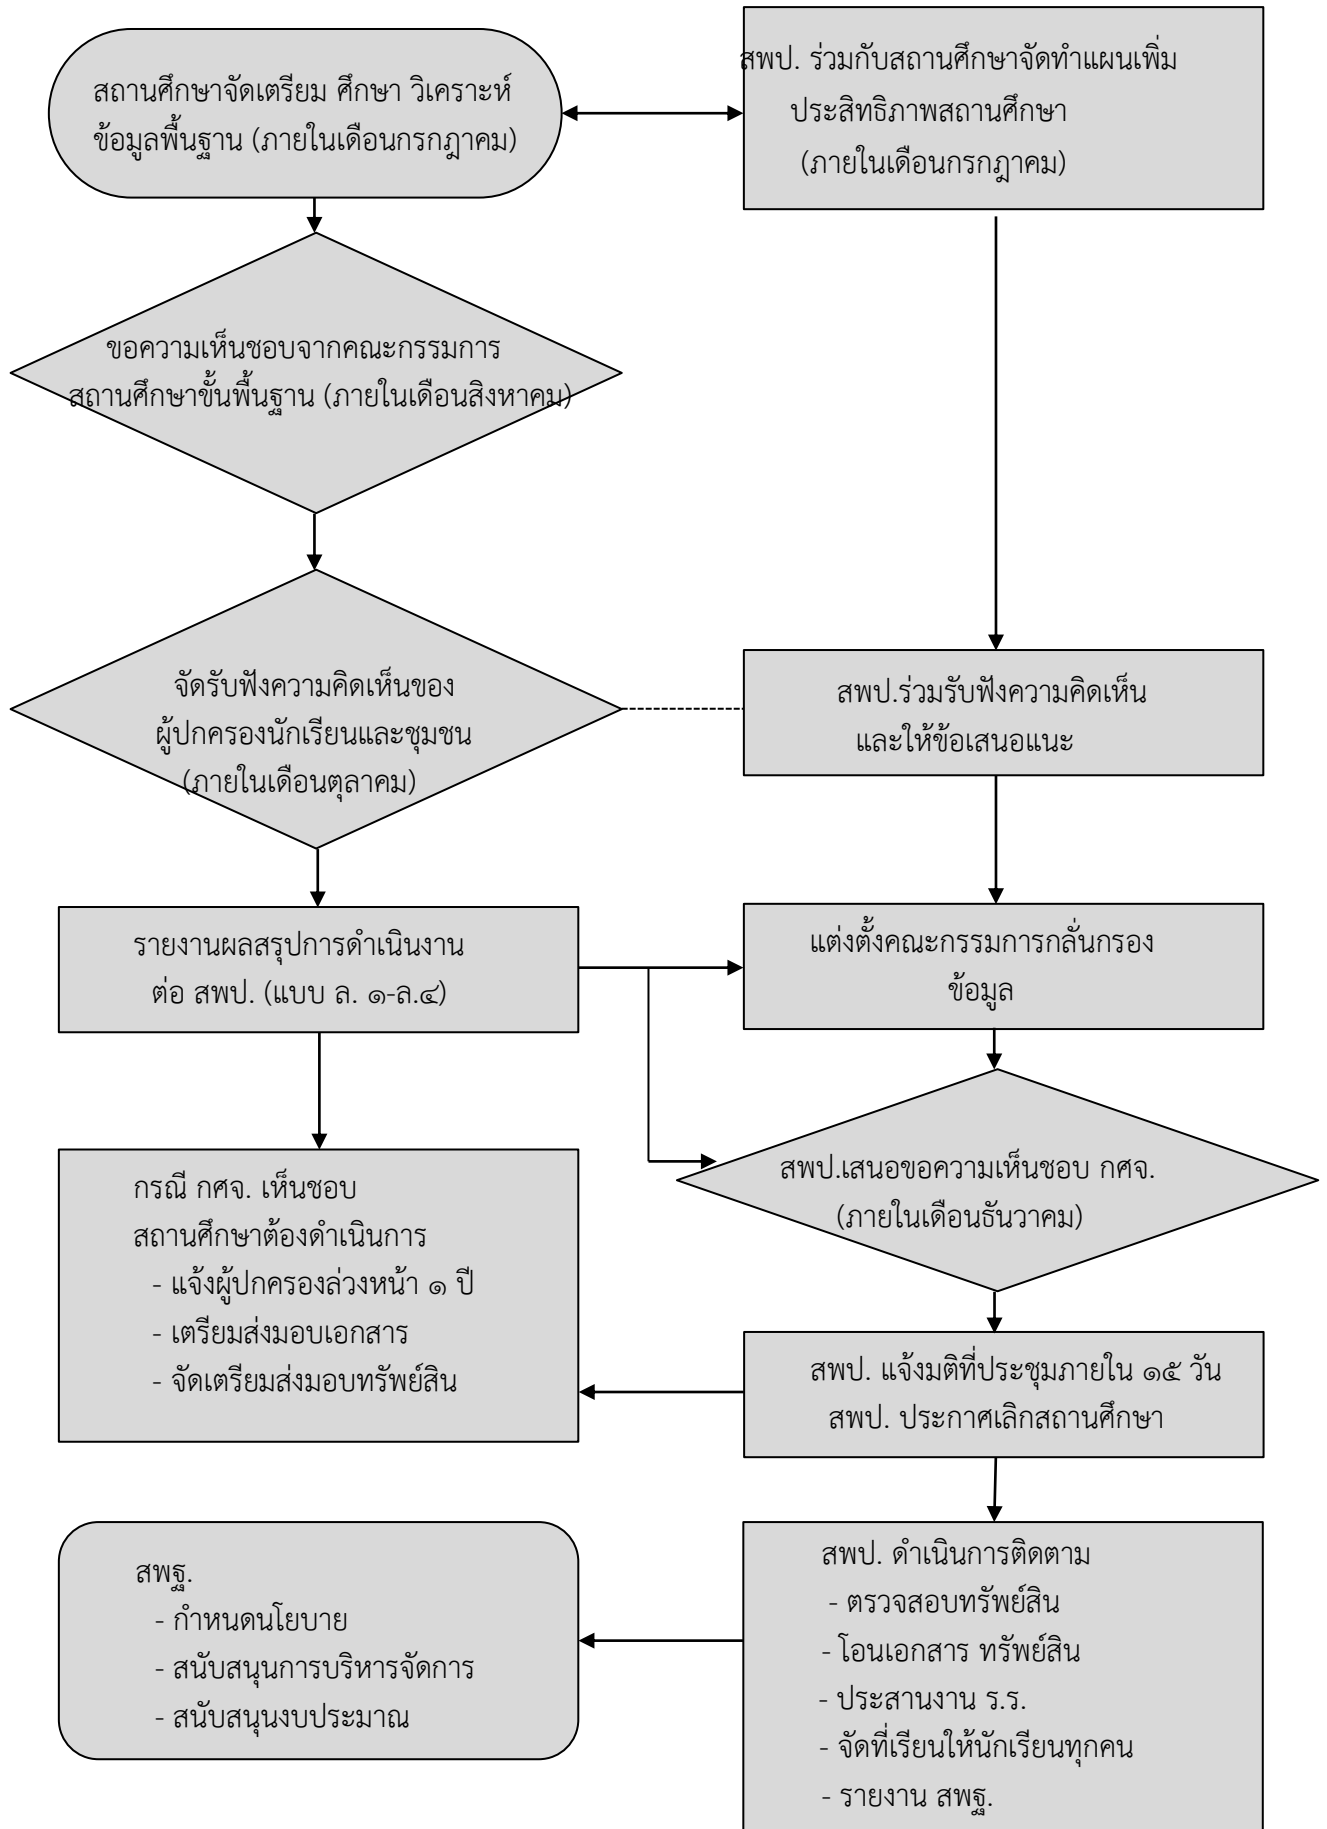 สถานศึกษาจัดเตรียม ศึกษา วิเคราะห์
ข้อมูลพื้นฐาน (ภายในเดือนกรกฎาคม)
สพป. ร่วมกับสถานศึกษาจัดทำแผนเพิ่ม
ประสิทธิภาพสถานศึกษา
(ภายในเดือนกรกฎาคม)
ขอความเห็นชอบจากคณะกรรมการ
สถานศึกษาขั้นพื้นฐาน (ภายในเดือนสิงหาคม)
จัดรับฟังความคิดเห็นของ
ผู้ปกครองนักเรียนและชุมชน
(ภายในเดือนตุลาคม)
สพป.ร่วมรับฟังความคิดเห็น
และให้ข้อเสนอแนะ
รายงานผลสรุปการดำเนินงาน
ต่อ สพป. (แบบ ล. ๑-ล.๔)
แต่งตั้งคณะกรรมการกลั่นกรอง
ข้อมูล
สพป.เสนอขอความเห็นชอบ กศจ.
(ภายในเดือนธันวาคม)
กรณี กศจ. เห็นชอบ
สถานศึกษาต้องดำเนินการ
- แจ้งผู้ปกครองล่วงหน้า ๑ ปี
- เตรียมส่งมอบเอกสาร
- จัดเตรียมส่งมอบทรัพย์สิน
สพป. แจ้งมติที่ประชุมภายใน ๑๕ วัน
สพป. ประกาศเลิกสถานศึกษา
สพฐ.
- กำหนดนโยบาย
- สนับสนุนการบริหารจัดการ
- สนับสนุนงบประมาณ
สพป. ดำเนินการติดตาม
- ตรวจสอบทรัพย์สิน
- โอนเอกสาร ทรัพย์สิน
- ประสานงาน ร.ร.
- จัดที่เรียนให้นักเรียนทุกคน
- รายงาน สพฐ.